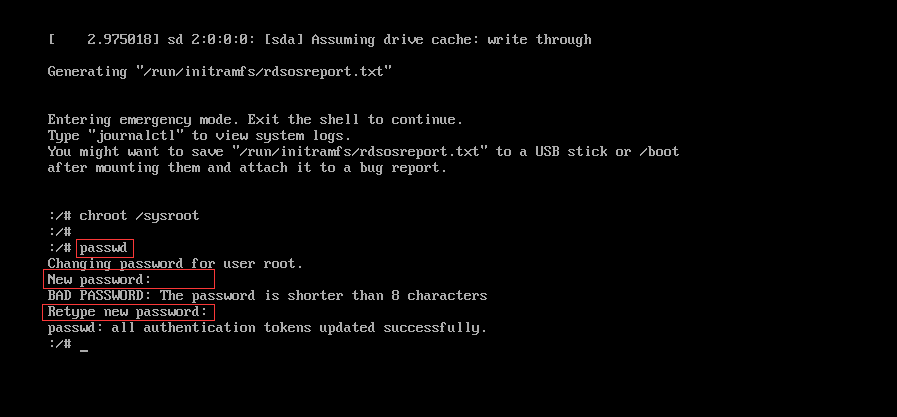 [    2.975018] sd 2:0:0:0: [sda] Assuming drive cache: write through
Generating "/run/initramfs/rdsosreport.txt"
Entering emergency mode. Exit the shell to continue.
Type "journalctl" to view system logs.
You might want to save "/run/initramfs/rdsosreport.txt" to a USB stick or /boot
after mounting them and attach it to a bug report.
:/# chroot /sysroot
:/#
:/# passwd
Changing password for user root.
New password:
BAD PASSWORD: The password is shorter than 8 characters
Retype new password:
passwd: all authentication tokens updated successfully.
:/# _